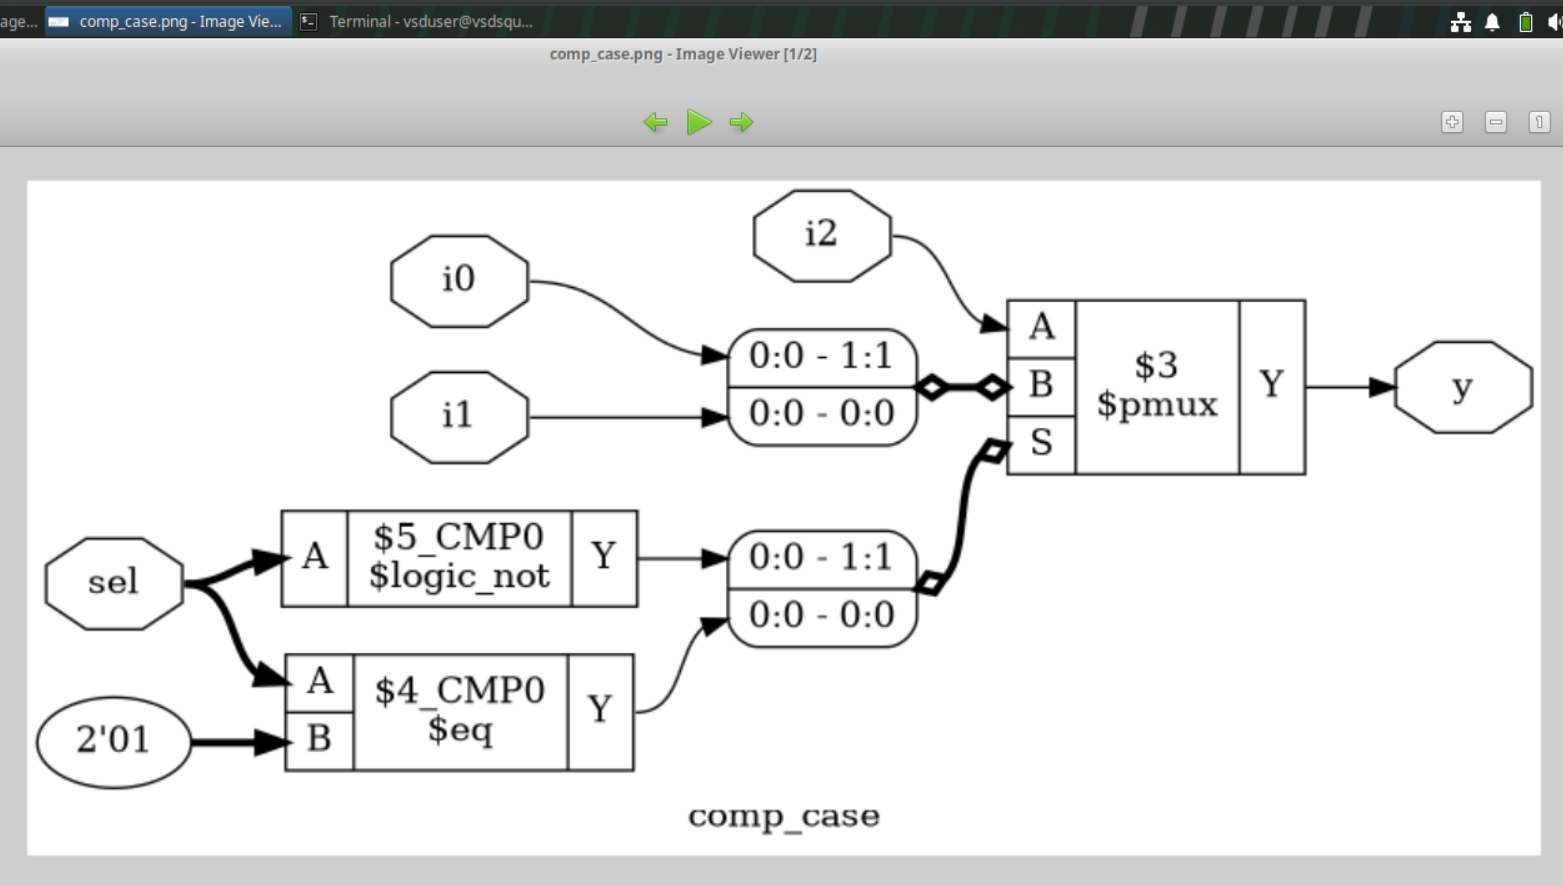 age...
comp_case.png - Image Vie...
Terminal - vsduser@vsdsqu...
comp_case.png - Image Viewer [1/2]
1
i2
i0
0:0 - 1:1
0:0 - 0:0
i1
A
B
S
$3
$pmux
Y
y
sel
A
$5_CMP0
$logic_not
Y
0:0 - 1:1
0:0 - 0:0
2'01
A
B
$4_CMP0
$eq
Y
comp_case